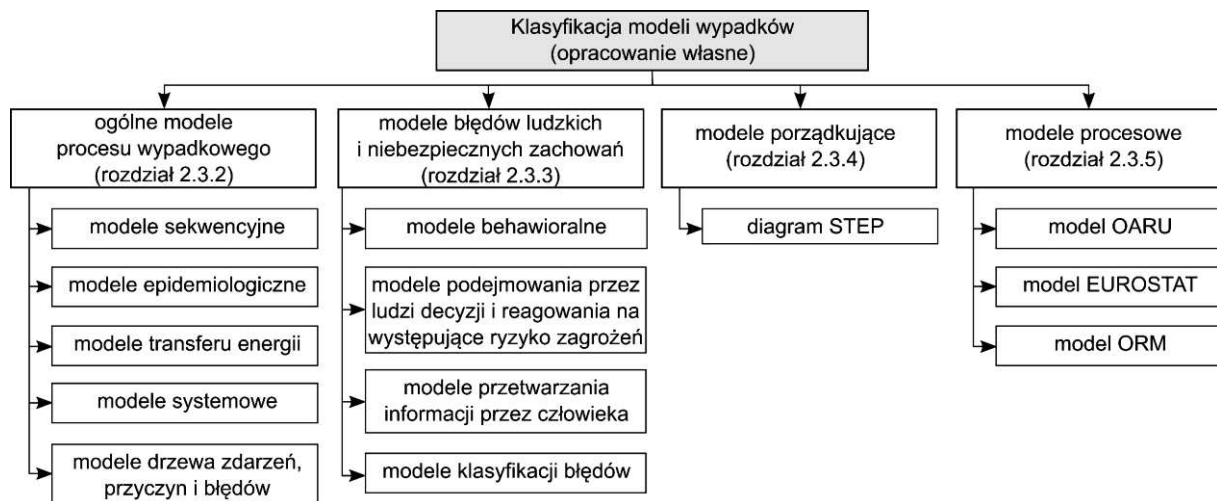 Klasyfikacja modeli wypadków
(opracowanie własne)
ogólne modele
procesu wypadkowego
(rozdział 2.3.2)
modele sekwencyjne
modele epidemiologiczne
modele transferu energii
modele systemowe
modele drzewa zdarzeń,
przyczyn i błędów
modele błędów ludzkich
i niebezpiecznych zachowań
(rozdział 2.3.3)
modele behawioralne
modele podejmowania przez
ludzi decyzji i reagowania na
występujące ryzyko zagrożeń
modele przetwarzania
informacji przez człowieka
modele klasyfikacji błędów
modele porządkujące
(rozdział 2.3.4)
diagram STEP
modele procesowe
(rozdział 2.3.5)
model OARU
model EUROSTAT
model ORM